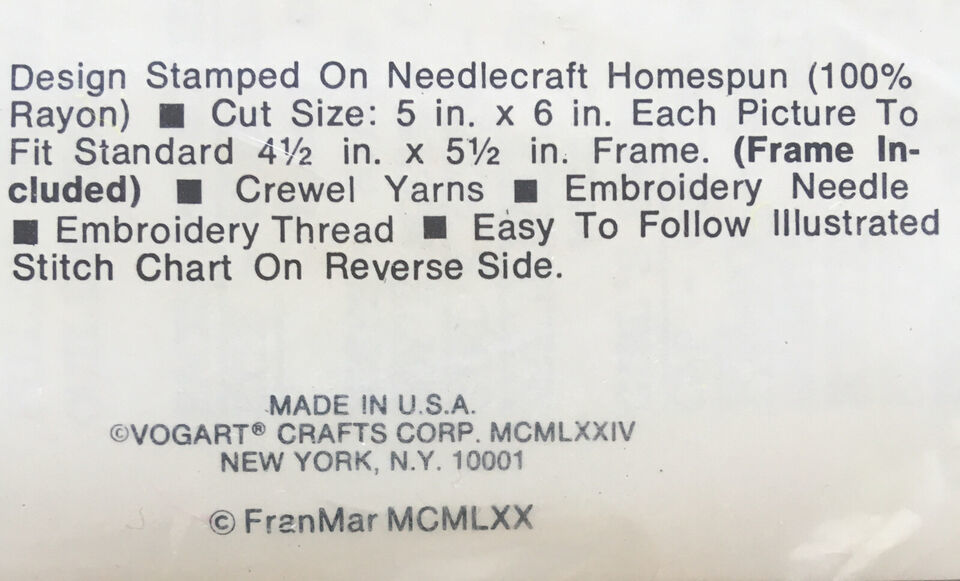 Design Stamped On Needlecraft Homespun (100%
Rayon) ■ Cut Size: 5 in. x 6 in. Each Picture To
Fit Standard 4½ in. x 5½ in. Frame. (Frame In-
cluded) ■ Crewel Yarns ■ Embroidery Needle
■ Embroidery Thread ■ Easy To Follow Illustrated
Stitch Chart On Reverse Side.
MADE IN U.S.A.
©VOGART® CRAFTS CORP. MCMLXXIV
NEW YORK, N.Y. 10001
© FranMar MCMLXX